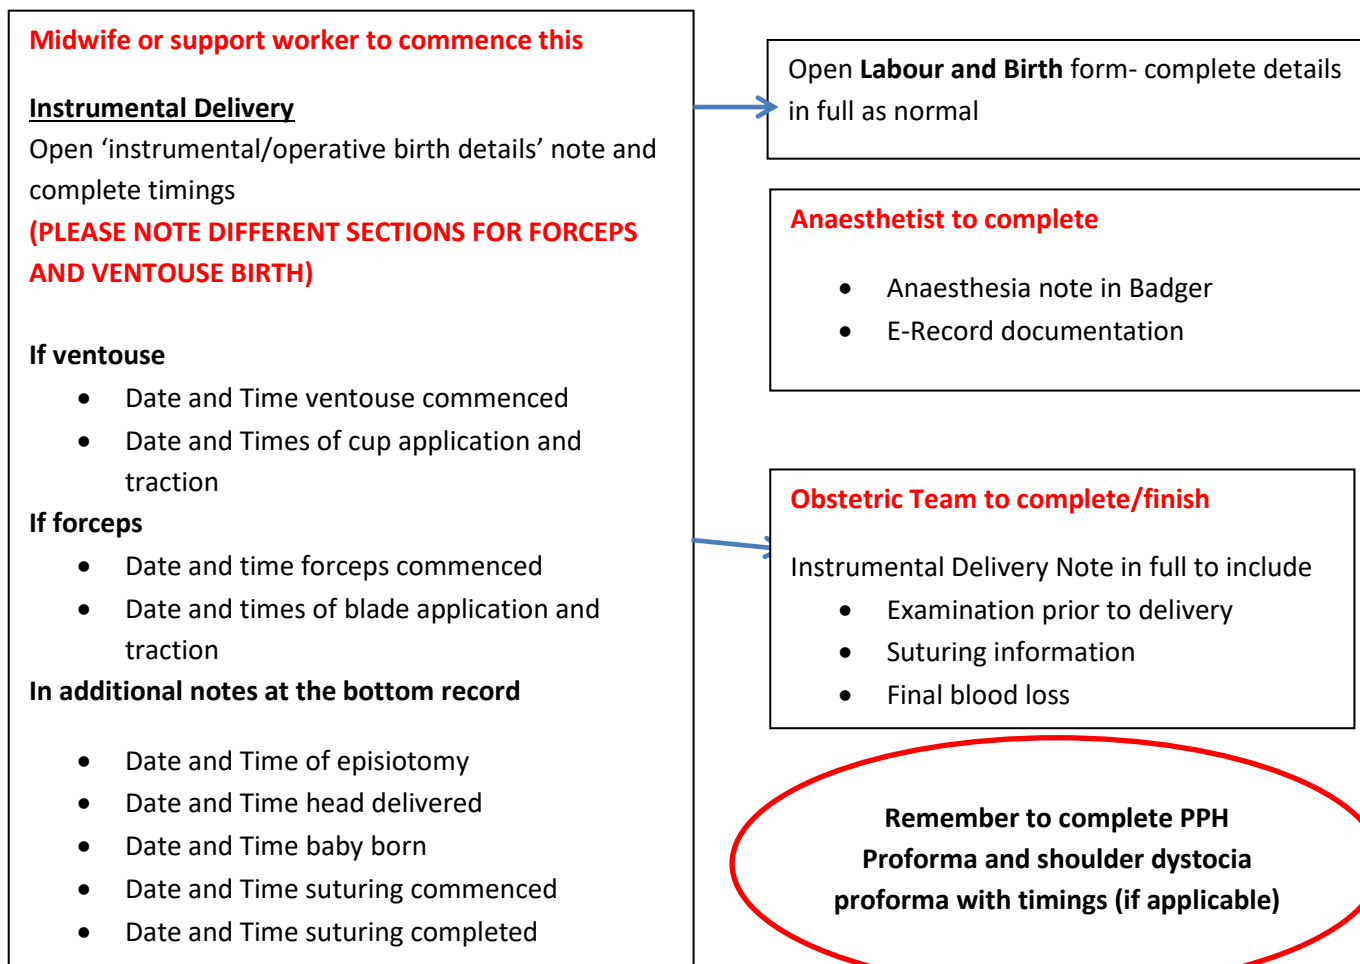 Midwife or support worker to commence this
Instrumental Delivery
Open ‘instrumental/operative birth details’ note and
complete timings
(PLEASE NOTE DIFFERENT SECTIONS FOR FORCEPS
AND VENTOUSE BIRTH)
If ventouse
• Date and Time ventouse commenced
• Date and Times of cup application and
traction
If forceps
• Date and time forceps commenced
• Date and times of blade application and
traction
In additional notes at the bottom record
• Date and Time of episiotomy
• Date and Time head delivered
• Date and Time baby born
• Date and Time suturing commenced
• Date and Time suturing completed
Open Labour and Birth form- complete details
in full as normal
Anaesthetist to complete
• Anaesthesia note in Badger
• E-Record documentation
Obstetric Team to complete/finish
Instrumental Delivery Note in full to include
• Examination prior to delivery
• Suturing information
• Final blood loss
Remember to complete PPH
Proforma and shoulder dystocia
proforma with timings (if applicable)